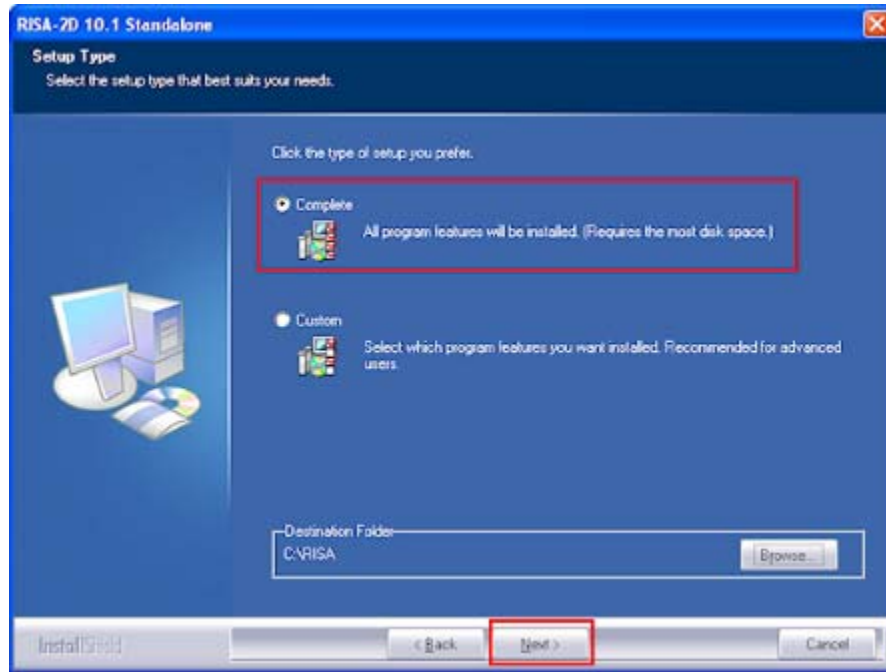 RISA-2D 10.1 Standalone
Setup Type
Select the setup type that best suits your needs.
Click the type of setup you prefer.
Complete
All program features will be installed. (Requires the most disk space.)
Custom
Select which program features you want installed. Recommended for advanced
users.
Destination Folder
C:\RISA
Browse...
InstallShield
< Back
Next >
Cancel